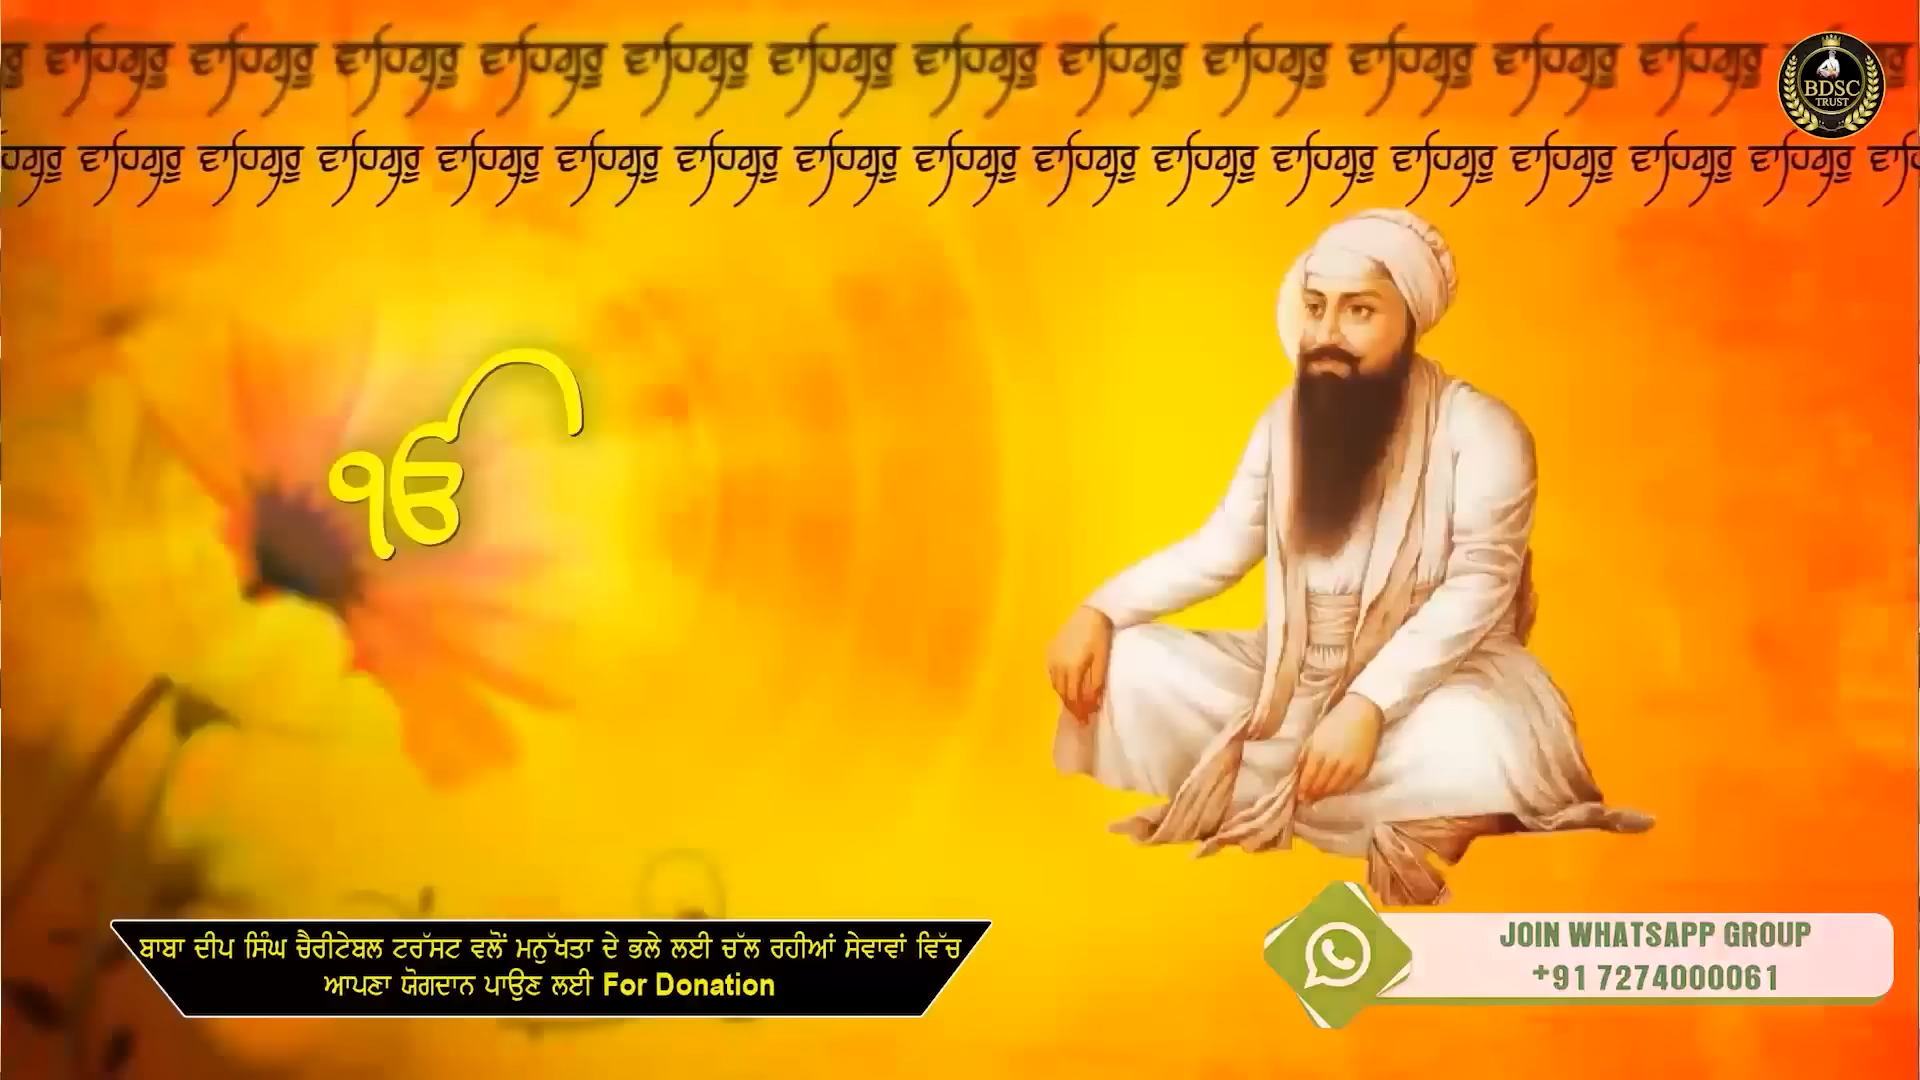 ਵਾਹਿਗੁਰੂ ਵਾਹਿਗੁਰੂ ਵਾਹਿਗੁਰੂ ਵਾਹਿਗੁਰੂ ਵਾਹਿਗੁਰੂ ਵਾਹਿਗੁਰੂ ਵਾਹਿਗੁਰੂ ਵਾਹਿਗੁਰੂ ਵਾਹਿਗੁਰੂ ਵਾਹਿਗੁਰੂ ਵਾਹਿਗੁਰੂ ਵਾਹਿਗੁਰੂ
BDSC
TRUST
ਵਾਹਿਗੁਰੂ ਵਾਹਿਗੁਰੂ ਵਾਹਿਗੁਰੂ ਵਾਹਿਗੁਰੂ ਵਾਹਿਗੁਰੂ ਵਾਹਿਗੁਰੂ ਵਾਹਿਗੁਰੂ ਵਾਹਿਗੁਰੂ ਵਾਹਿਗੁਰੂ ਵਾਹਿਗੁਰੂ ਵਾਹਿਗੁਰੂ ਵਾਹਿਗੁਰੂ ਵਾਹਿਗੁਰੂ ਵਾਹਿਗੁਰੂ ਵਾਹਿਗੁਰੂ
ੴ
ਬਾਬਾ ਦੀਪ ਸਿੰਘ ਚੈਰੀਟੇਬਲ ਟਰੱਸਟ ਵਲੋਂ ਮਨੁੱਖਤਾ ਦੇ ਭਲੇ ਲਈ ਚੱਲ ਰਹੀਆਂ ਸੇਵਾਵਾਂ ਵਿੱਚ
ਆਪਣਾ ਯੋਗਦਾਨ ਪਾਉਣ ਲਈ For Donation
JOIN WHATSAPP GROUP
+91 7274000061